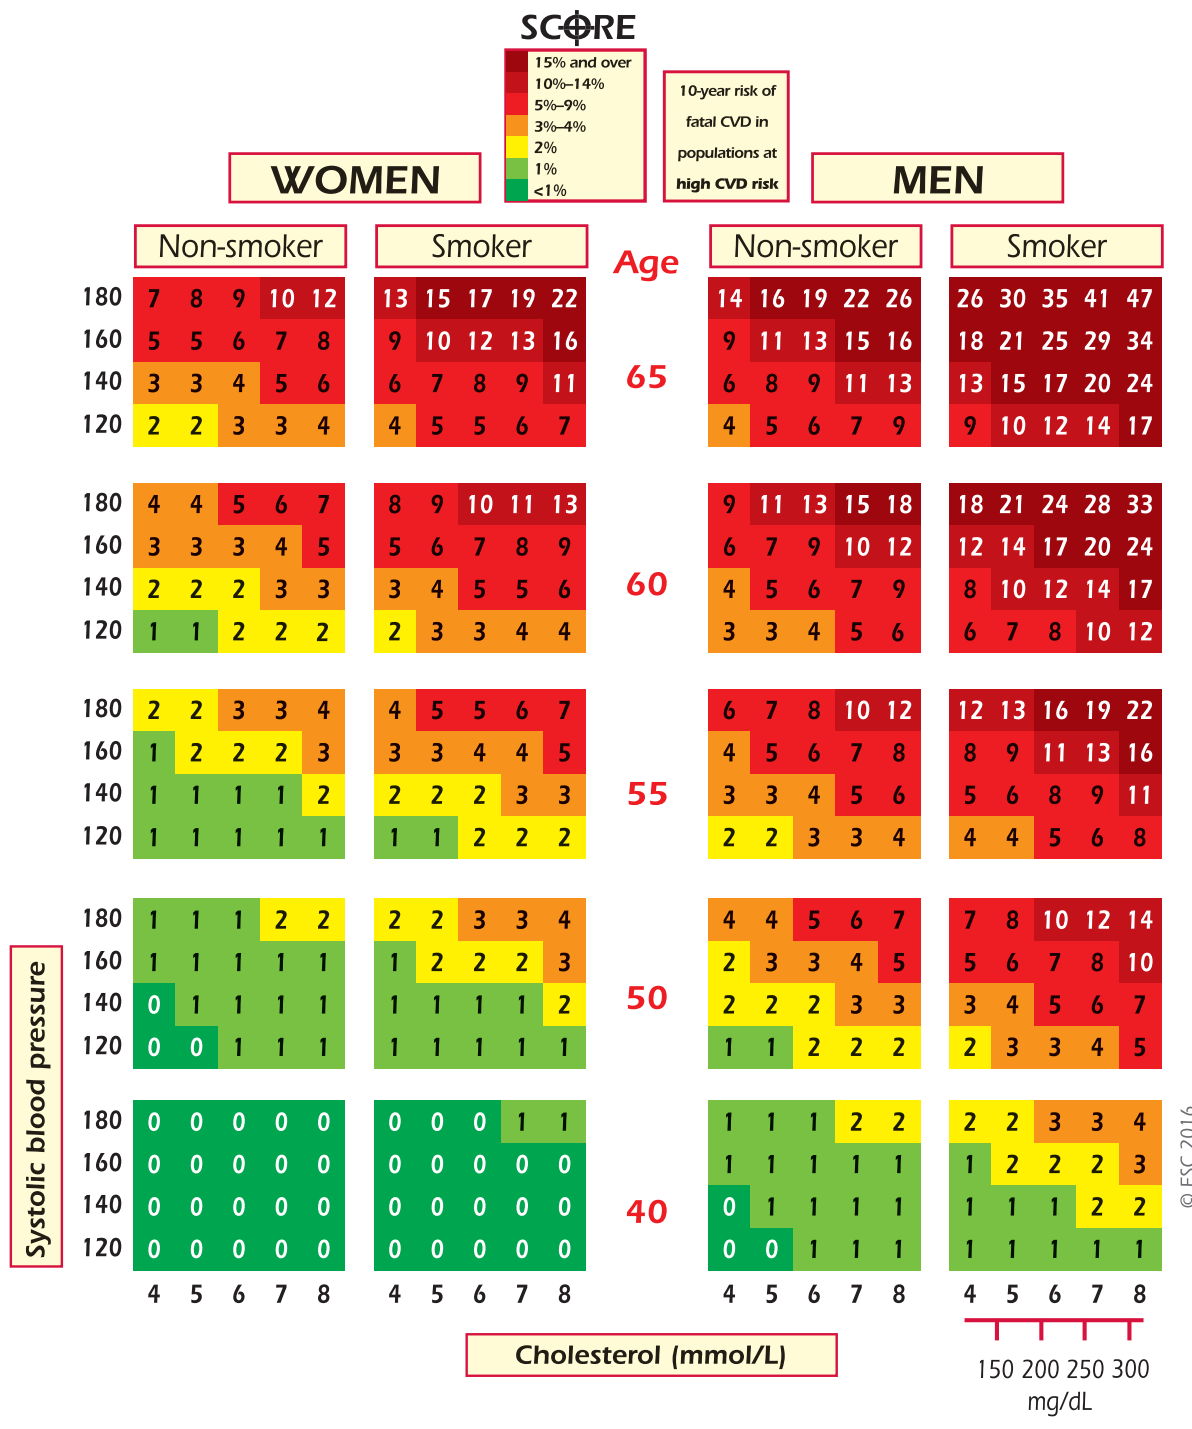 SCORE
15% and over
10%–14%
5%–9%
3%–4%
2%
1%
<1%
10-year risk of
fatal CVD in
populations at
high CVD risk
WOMEN
MEN
Non-smoker Smoker Age Non-smoker Smoker
180 7 8 9 10 12 13 15 17 19 22 14 16 19 22 26 26 30 35 41 47
160 5 5 6 7 8 9 10 12 13 16 9 11 13 15 16 18 21 25 29 34
65
140 3 3 4 5 6 6 7 8 9 11 6 8 9 11 13 13 15 17 20 24
120 2 2 3 3 4 4 5 5 6 7 4 5 6 7 9 9 10 12 14 17
180 4 4 5 6 7 8 9 10 11 13 9 11 13 15 18 18 21 24 28 33
160 3 3 3 4 5 5 6 7 8 9 6 7 9 10 12 12 14 17 20 24
60
140 2 2 2 3 3 3 4 5 5 6 4 5 6 7 9 8 10 12 14 17
120 1 1 2 2 2 2 3 3 4 4 3 3 4 5 6 6 7 8 10 12
180 2 2 3 3 4 4 5 5 6 7 6 7 8 10 12 12 13 16 19 22
160 1 2 2 2 3 3 3 4 4 5 4 5 6 7 8 8 9 11 13 16
55
140 1 1 1 1 2 2 2 2 3 3 3 3 4 5 6 5 6 8 9 11
120 1 1 1 1 1 1 1 2 2 2 2 2 3 3 4 4 4 5 6 8
180 1 1 1 2 2 2 2 3 3 4 4 4 5 6 7 7 8 10 12 14
160 1 1 1 1 1 1 2 2 2 3 2 3 3 4 5 5 6 7 8 10
50
140 0 1 1 1 1 1 1 1 1 2 2 2 2 3 3 3 4 5 6 7
120 0 0 1 1 1 1 1 1 1 1 1 1 2 2 2 2 3 3 4 5
180 0 0 0 0 0 0 0 0 1 1 1 1 1 2 2 2 2 3 3 4
160 0 0 0 0 0 0 0 0 0 0 1 1 1 1 1 1 2 2 2 3
140 0 0 0 0 0 0 0 0 0 0 0 1 1 1 1 1 1 1 2 2
40
120 0 0 0 0 0 0 0 0 0 0 0 0 1 1 1 1 1 1 1 1
4 5 6 7 8 4 5 6 7 8 4 5 6 7 8 4 5 6 7 8
Systolic blood pressure
Cholesterol (mmol/L)
150 200 250 300
mg/dL
© ESC 2016